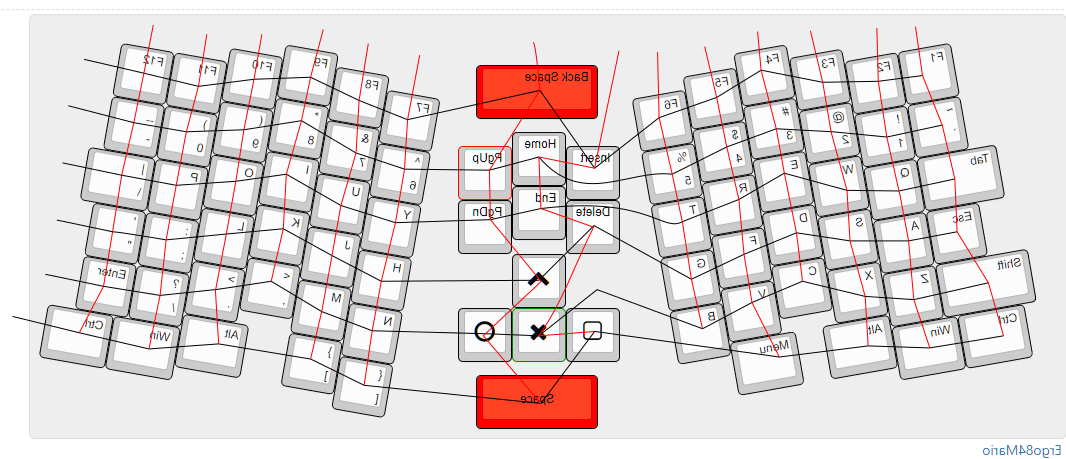 F1 F2 F3 F4 F5 F6 Back Space F7 F8 F9 F10 F11 F12
~ ` ! 1 @ 2 # 3 $ 4 % 5 Insert Home PgUp ^ 6 & 7 * 8 ( 9 ) 0 _ -
Tab Q W E R T Delete End PgDn Y U I O P | \
Esc A S D F G H J K L : ; ' "
Shift Z X C V B N M < , > . ? / Enter
Ctrl Win Alt Menu Space { [ } ] Alt Win Ctrl
Ergo84Mario